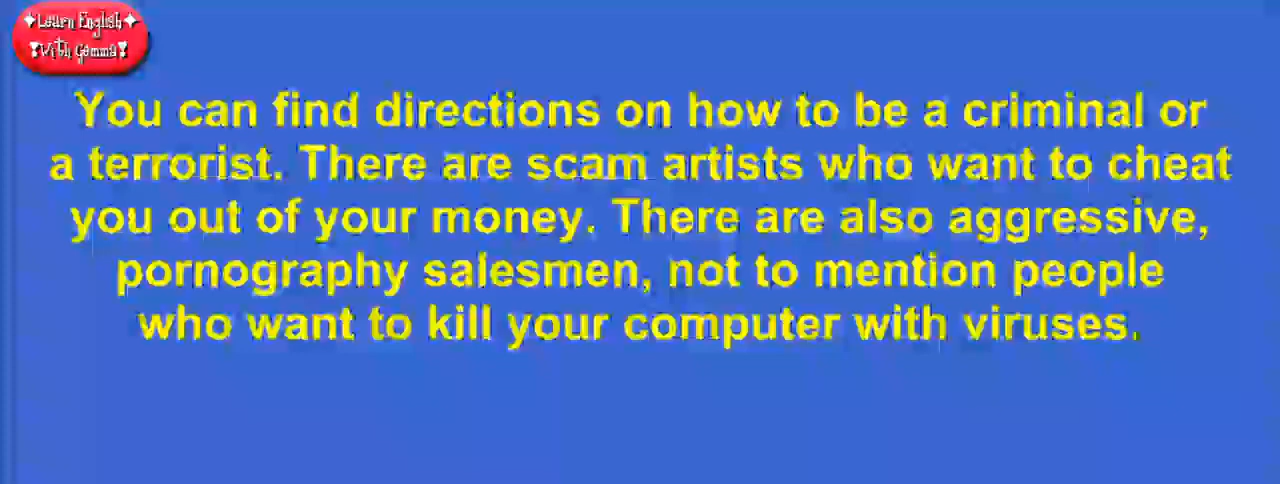 Learn English
With Gemma
You can find directions on how to be a criminal or
a terrorist. There are scam artists who want to cheat
you out of your money. There are also aggressive,
pornography salesmen, not to mention people
who want to kill your computer with viruses.